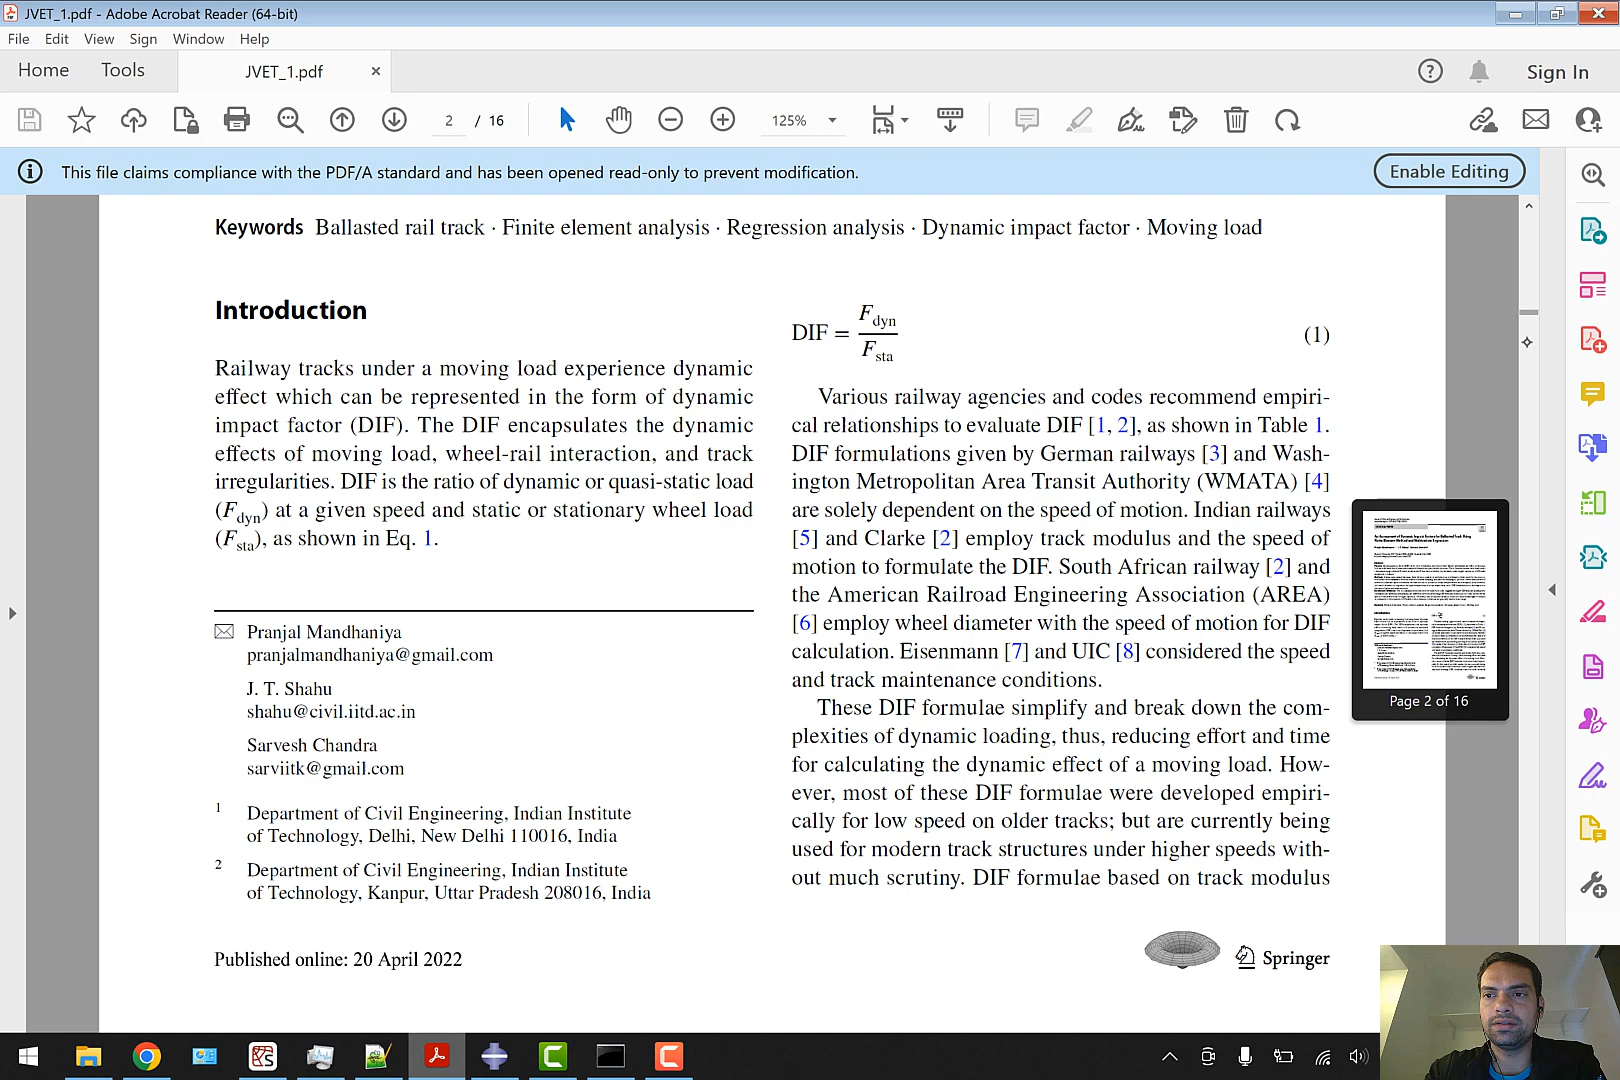 JVET_1.pdf - Adobe Acrobat Reader (64-bit)
File Edit View Sign Window Help
Home Tools JVET_1.pdf × Sign In
2 / 16 125%
This file claims compliance with the PDF/A standard and has been opened read-only to prevent modification. Enable Editing
Keywords Ballasted rail track · Finite element analysis · Regression analysis · Dynamic impact factor · Moving load
Introduction
Railway tracks under a moving load experience dynamic
effect which can be represented in the form of dynamic
impact factor (DIF). The DIF encapsulates the dynamic
effects of moving load, wheel-rail interaction, and track
irregularities. DIF is the ratio of dynamic or quasi-static load
(Fdyn) at a given speed and static or stationary wheel load
(Fsta), as shown in Eq. 1.
Pranjal Mandhaniya
pranjalmandhaniya@gmail.com
J. T. Shahu
shahu@civil.iitd.ac.in
Sarvesh Chandra
sarviitk@gmail.com
1 Department of Civil Engineering, Indian Institute
of Technology, Delhi, New Delhi 110016, India
2 Department of Civil Engineering, Indian Institute
of Technology, Kanpur, Uttar Pradesh 208016, India
Published online: 20 April 2022
DIF = Fdyn / Fsta (1)
Various railway agencies and codes recommend empiri-
cal relationships to evaluate DIF [1, 2], as shown in Table 1.
DIF formulations given by German railways [3] and Wash-
ington Metropolitan Area Transit Authority (WMATA) [4]
are solely dependent on the speed of motion. Indian railways
[5] and Clarke [2] employ track modulus and the speed of
motion to formulate the DIF. South African railway [2] and
the American Railroad Engineering Association (AREA)
[6] employ wheel diameter with the speed of motion for DIF
calculation. Eisenmann [7] and UIC [8] considered the speed
and track maintenance conditions.
These DIF formulae simplify and break down the com-
plexities of dynamic loading, thus, reducing effort and time
for calculating the dynamic effect of a moving load. How-
ever, most of these DIF formulae were developed empiri-
cally for low speed on older tracks; but are currently being
used for modern track structures under higher speeds with-
out much scrutiny. DIF formulae based on track modulus
Springer
Page 2 of 16